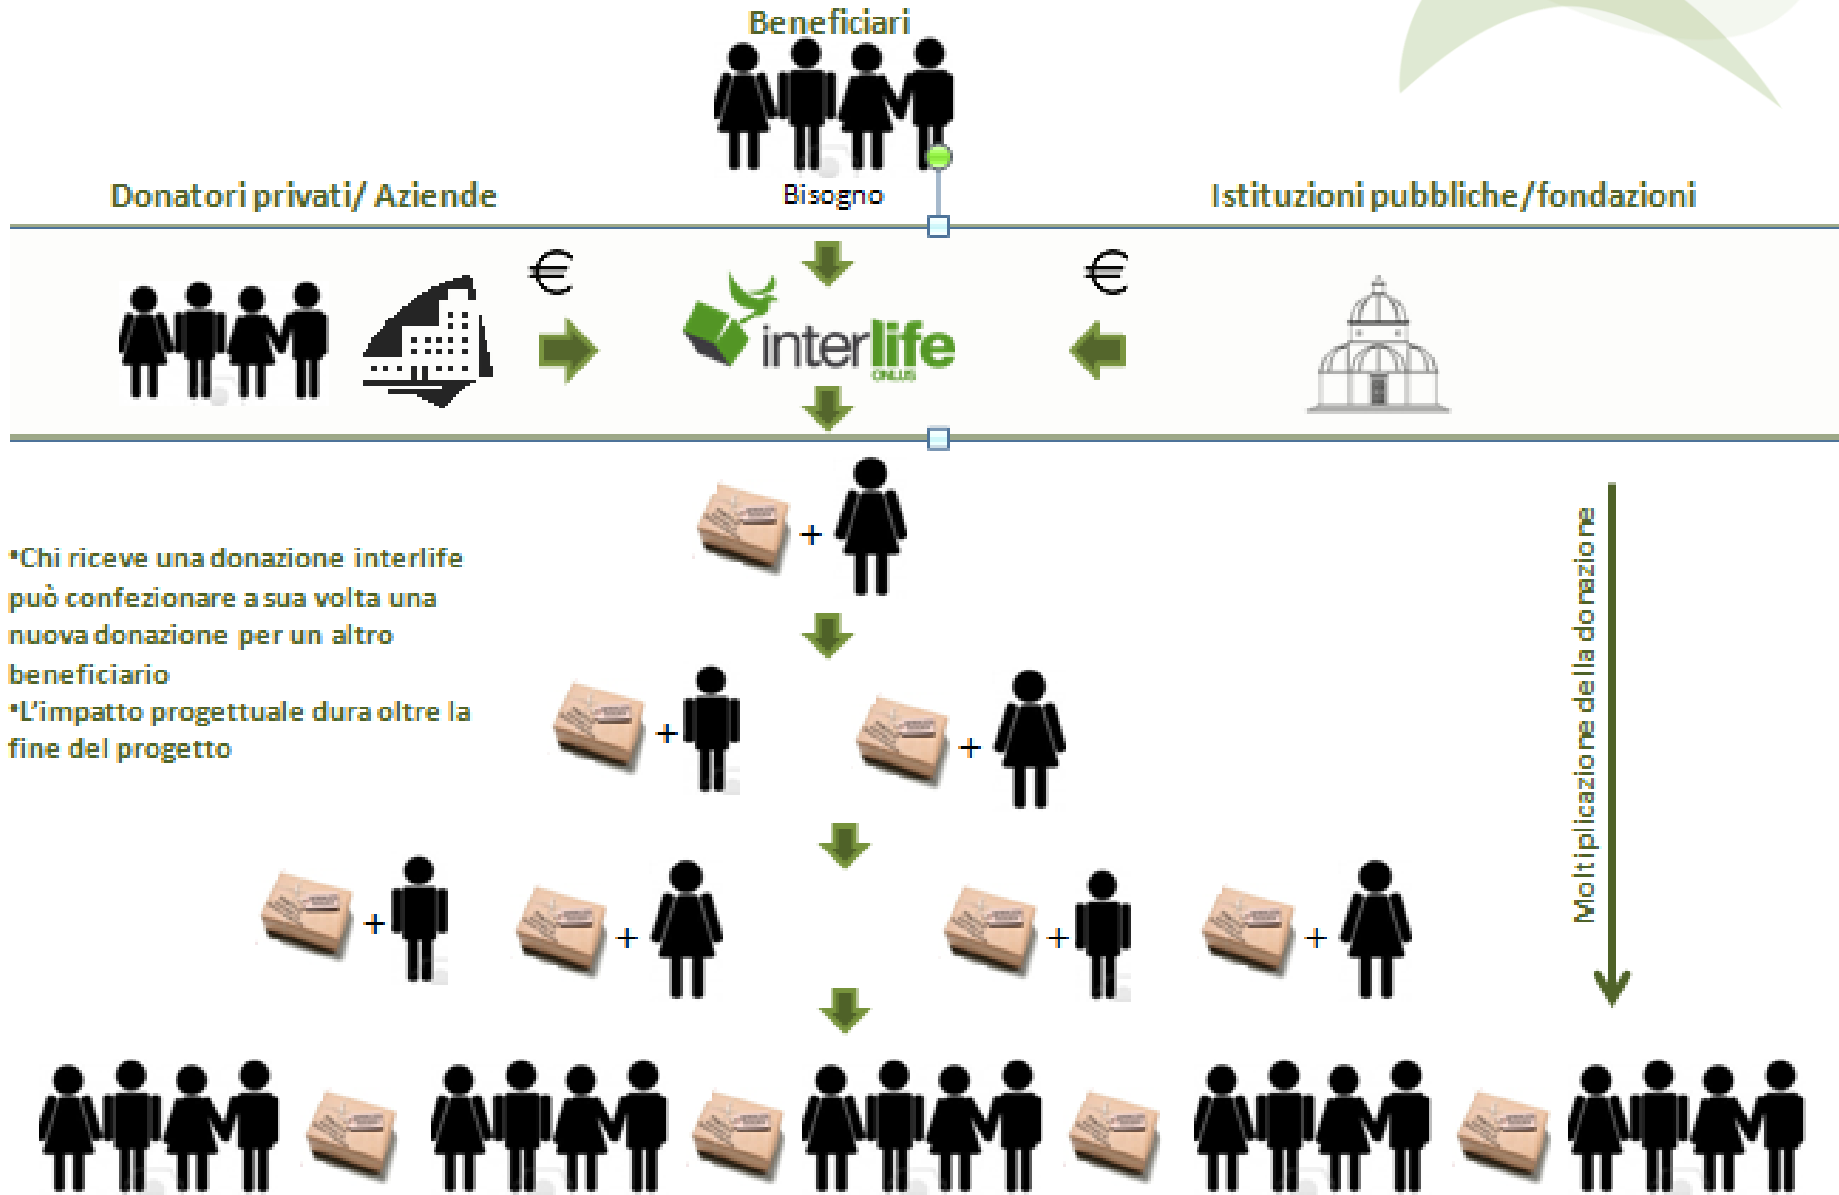 Beneficiari
Donatori privati/ Aziende
Bisogno
Istituzioni pubbliche/fondazioni
€
€
interlife
ONLUS
+
•Chi riceve una donazione interlife
può confezionare a sua volta una
nuova donazione per un altro
beneficiario
•L'impatto progettuale dura oltre la
fine del progetto
+
+
+
+
+
+
Moltiplicazione della donazione